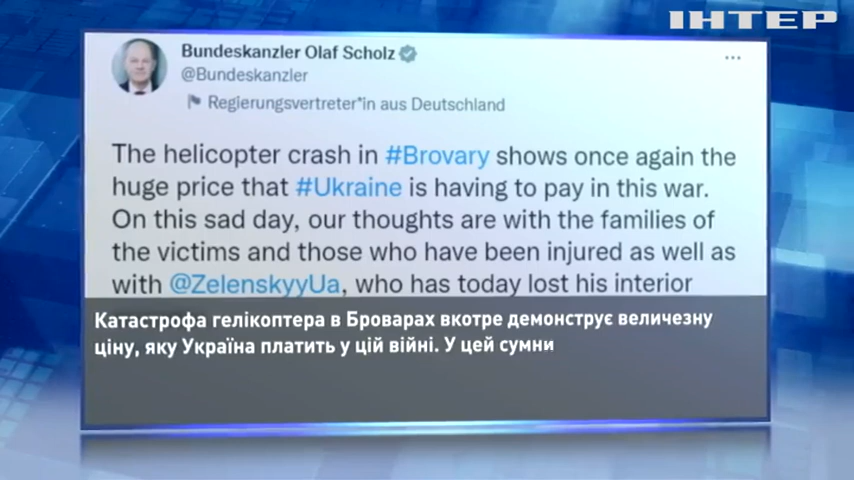 ІНТЕР
Bundeskanzler Olaf Scholz
@Bundeskanzler
Regierungsvertreter*in aus Deutschland
The helicopter crash in #Brovary shows once again the
huge price that #Ukraine is having to pay in this war.
On this sad day, our thoughts are with the families of
the victims and those who have been injured as well as
with @ZelenskyyUa, who has today lost his interior
Катастрофа гелікоптера в Броварах вкотре демонструє величезну
ціну, яку Україна платить у цій війні. У цей сумни